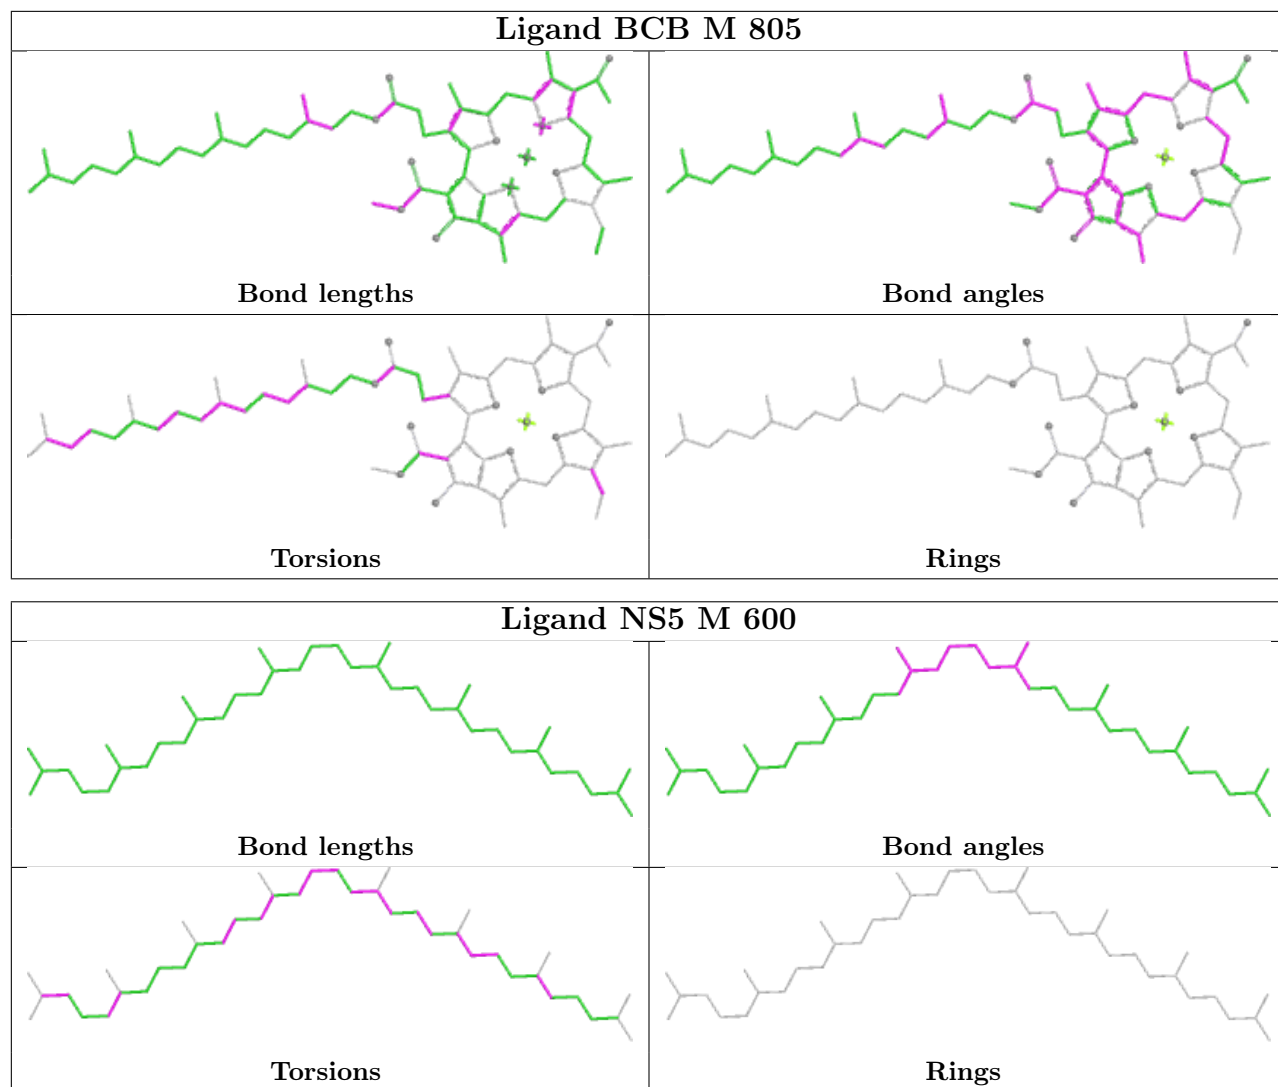 Ligand BCB M 805
Bond lengths
Bond angles
Torsions
Rings
Ligand NS5 M 600
Bond lengths
Bond angles
Torsions
Rings